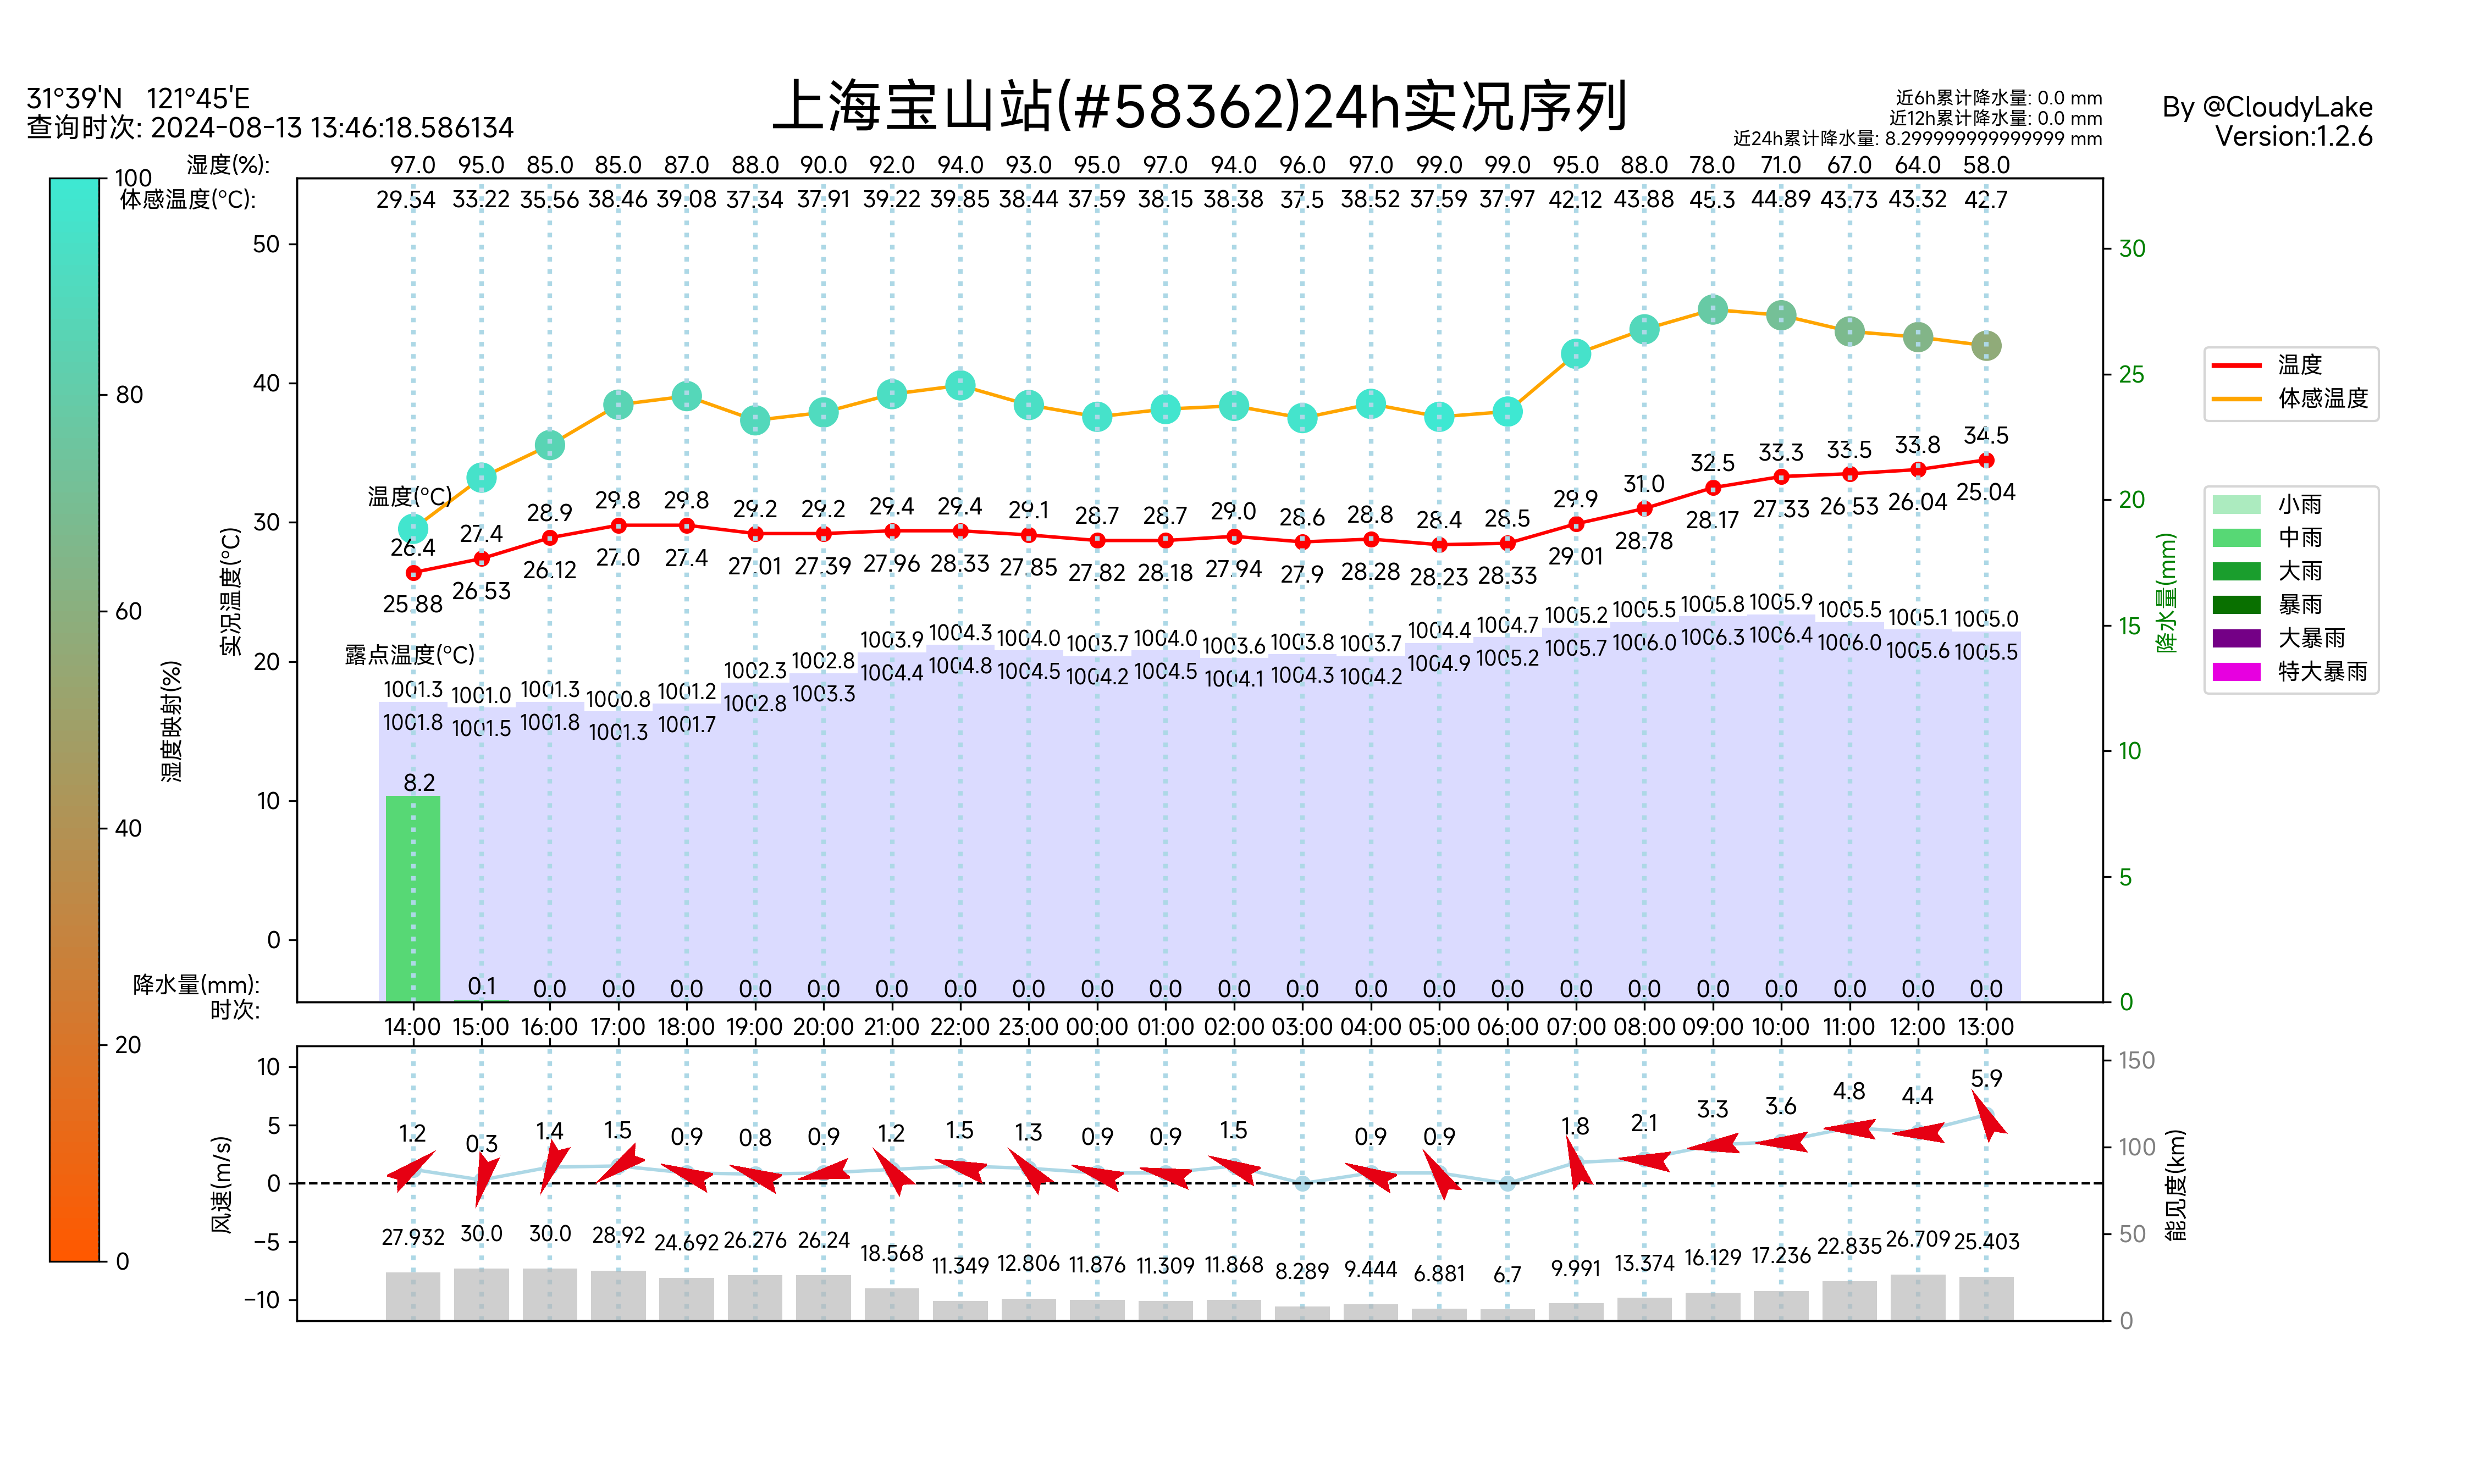 31°39'N 121°45'E
查询时次: 2024-08-13 13:46:18.586134
上海宝山站(#58362)24h实况序列
近6h累计降水量: 0.0 mm
近12h累计降水量: 0.0 mm
近24h累计降水量: 8.299999999999999 mm
By @CloudyLake
Version:1.2.6
湿度(%): 97.0 95.0 85.0 85.0 87.0 88.0 90.0 92.0 94.0 93.0 95.0 97.0 94.0 96.0 97.0 99.0 99.0 95.0 88.0 78.0 71.0 67.0 64.0 58.0
体感温度(°C): 29.54 33.22 35.56 38.46 39.08 37.34 37.91 39.22 39.85 38.44 37.59 38.15 38.38 37.5 38.52 37.59 37.97 42.12 43.88 45.3 44.89 43.73 43.32 42.7
100
80
60
40
20
0
湿度映射(%)
50
40
30
20
10
0
实况温度(°C)
温度(°C)
26.4 27.4 28.9 29.8 29.8 29.2 29.2 29.4 29.4 29.1 28.7 28.7 29.0 28.6 28.8 28.4 28.5 29.9 31.0 32.5 33.3 33.5 33.8 34.5
25.88 26.53 26.12 27.0 27.4 27.01 27.39 27.96 28.33 27.85 27.82 28.18 27.94 27.9 28.28 28.23 28.33 29.01 28.78 28.17 27.33 26.53 26.04 25.04
露点温度(°C)
1001.3 1001.0 1001.3 1000.8 1001.2 1002.3 1002.8 1003.9 1004.3 1004.0 1003.7 1004.0 1003.6 1003.8 1003.7 1004.4 1004.7 1005.2 1005.5 1005.8 1005.9 1005.5 1005.1 1005.0
1001.8 1001.5 1001.8 1001.3 1001.7 1002.8 1003.3 1004.4 1004.8 1004.5 1004.2 1004.5 1004.1 1004.3 1004.2 1004.9 1005.2 1005.7 1006.0 1006.3 1006.4 1006.0 1005.6 1005.5
降水量(mm): 8.2 0.1 0.0 0.0 0.0 0.0 0.0 0.0 0.0 0.0 0.0 0.0 0.0 0.0 0.0 0.0 0.0 0.0 0.0 0.0 0.0 0.0 0.0 0.0
时次: 14:00 15:00 16:00 17:00 18:00 19:00 20:00 21:00 22:00 23:00 00:00 01:00 02:00 03:00 04:00 05:00 06:00 07:00 08:00 09:00 10:00 11:00 12:00 13:00
30
25
20
15
10
5
0
降水量(mm)
温度
体感温度
小雨
中雨
大雨
暴雨
大暴雨
特大暴雨
10
5
0
−5
−10
风速(m/s)
1.2 0.3 1.4 1.5 0.9 0.8 0.9 1.2 1.5 1.3 0.9 0.9 1.5 0.9 0.9 1.8 2.1 3.3 3.6 4.8 4.4 5.9
27.932 30.0 30.0 28.92 24.692 26.276 26.24 18.568 11.349 12.806 11.876 11.309 11.868 8.289 9.444 6.881 6.7 9.991 13.374 16.129 17.236 22.835 26.709 25.403
150
100
50
0
能见度(km)